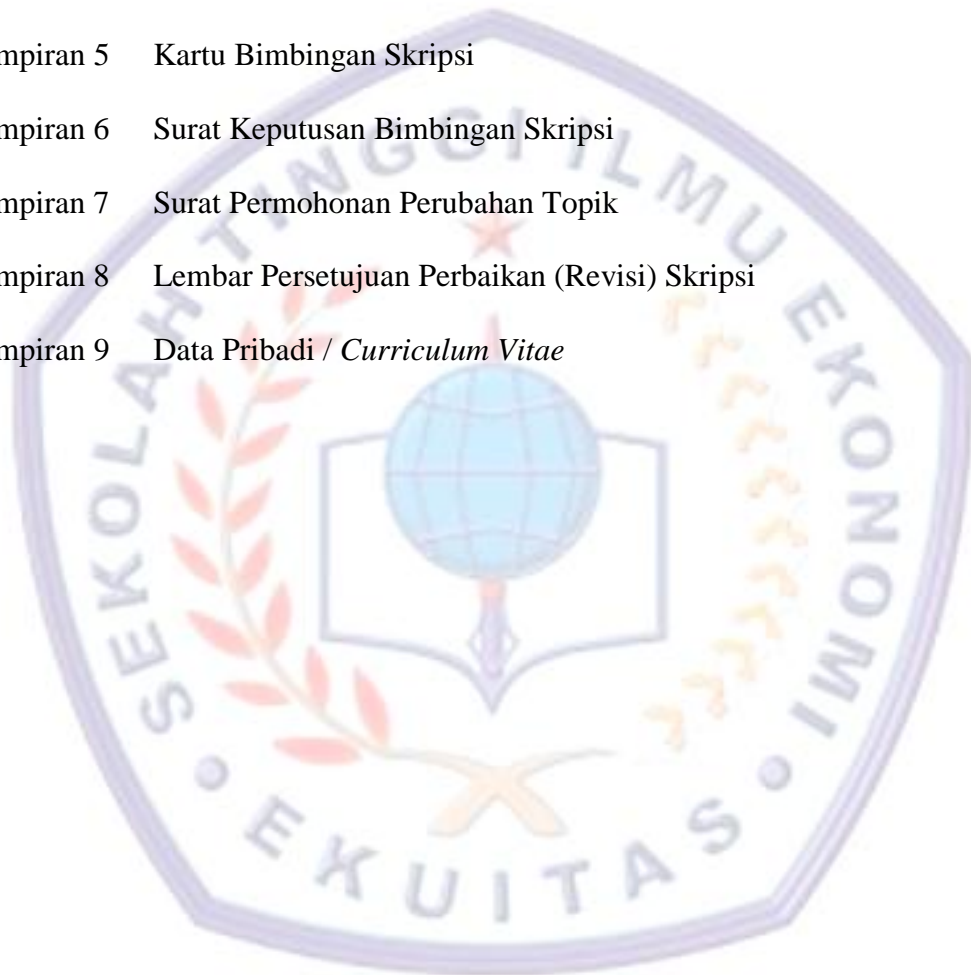 mpiran 5 Kartu Bimbingan Skripsi
mpiran 6 Surat Keputusan Bimbingan Skripsi
mpiran 7 Surat Permohonan Perubahan Topik
mpiran 8 Lembar Persetujuan Perbaikan (Revisi) Skripsi
mpiran 9 Data Pribadi / Curriculum Vitae
SEKOLAH TINGGI ILMU EKONOMI
• EKUITAS •